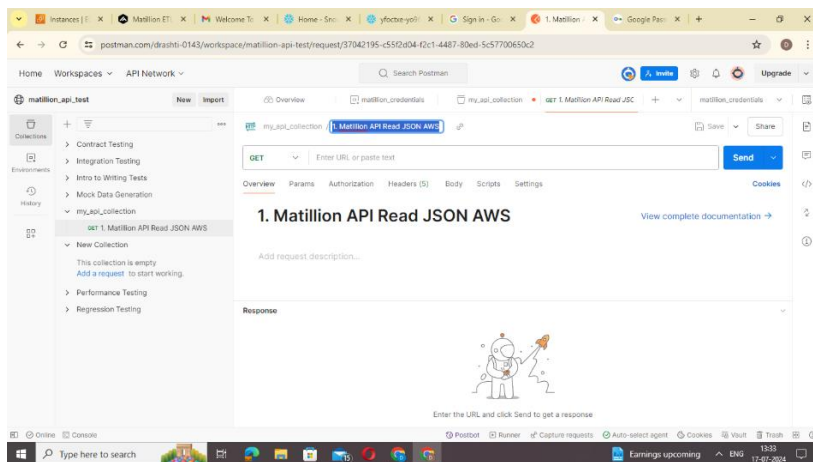 Instances | E
Matillion ET
Welcome To
Home - Sno
yfoctxe-yol
Sign in - Go
1. Matillion
Google Pass
postman.com/drashti-0143/workspace/matillion-api-test/request/37042195-c55f2d04-f2c1-4487-80ed-5c57700650c2
Home Workspaces API Network Search Postman Invite Upgrade
matillion_api_test New Import Overview matillion_credentials my_api_collection GET 1. Matillion API Read JSC matillion_credentials
Collections
Environments
History
Contract Testing
Integration Testing
Intro to Writing Tests
Mock Data Generation
my_api_collection
GET 1. Matillion API Read JSON AWS
New Collection
This collection is empty
Add a request to start working.
Performance Testing
Regression Testing
my_api_collection / 1. Matillion API Read JSON AWS Save Share
GET Enter URL or paste text Send
Overview Params Authorization Headers (5) Body Scripts Settings Cookies
1. Matillion API Read JSON AWS
View complete documentation →
Add request description...
Response
Enter the URL and click Send to get a response
Online Console Postbot Runner Capture requests Auto-select agent Cookies Vault Trash
Type here to search Earnings upcoming ENG 13:33
17-07-2024